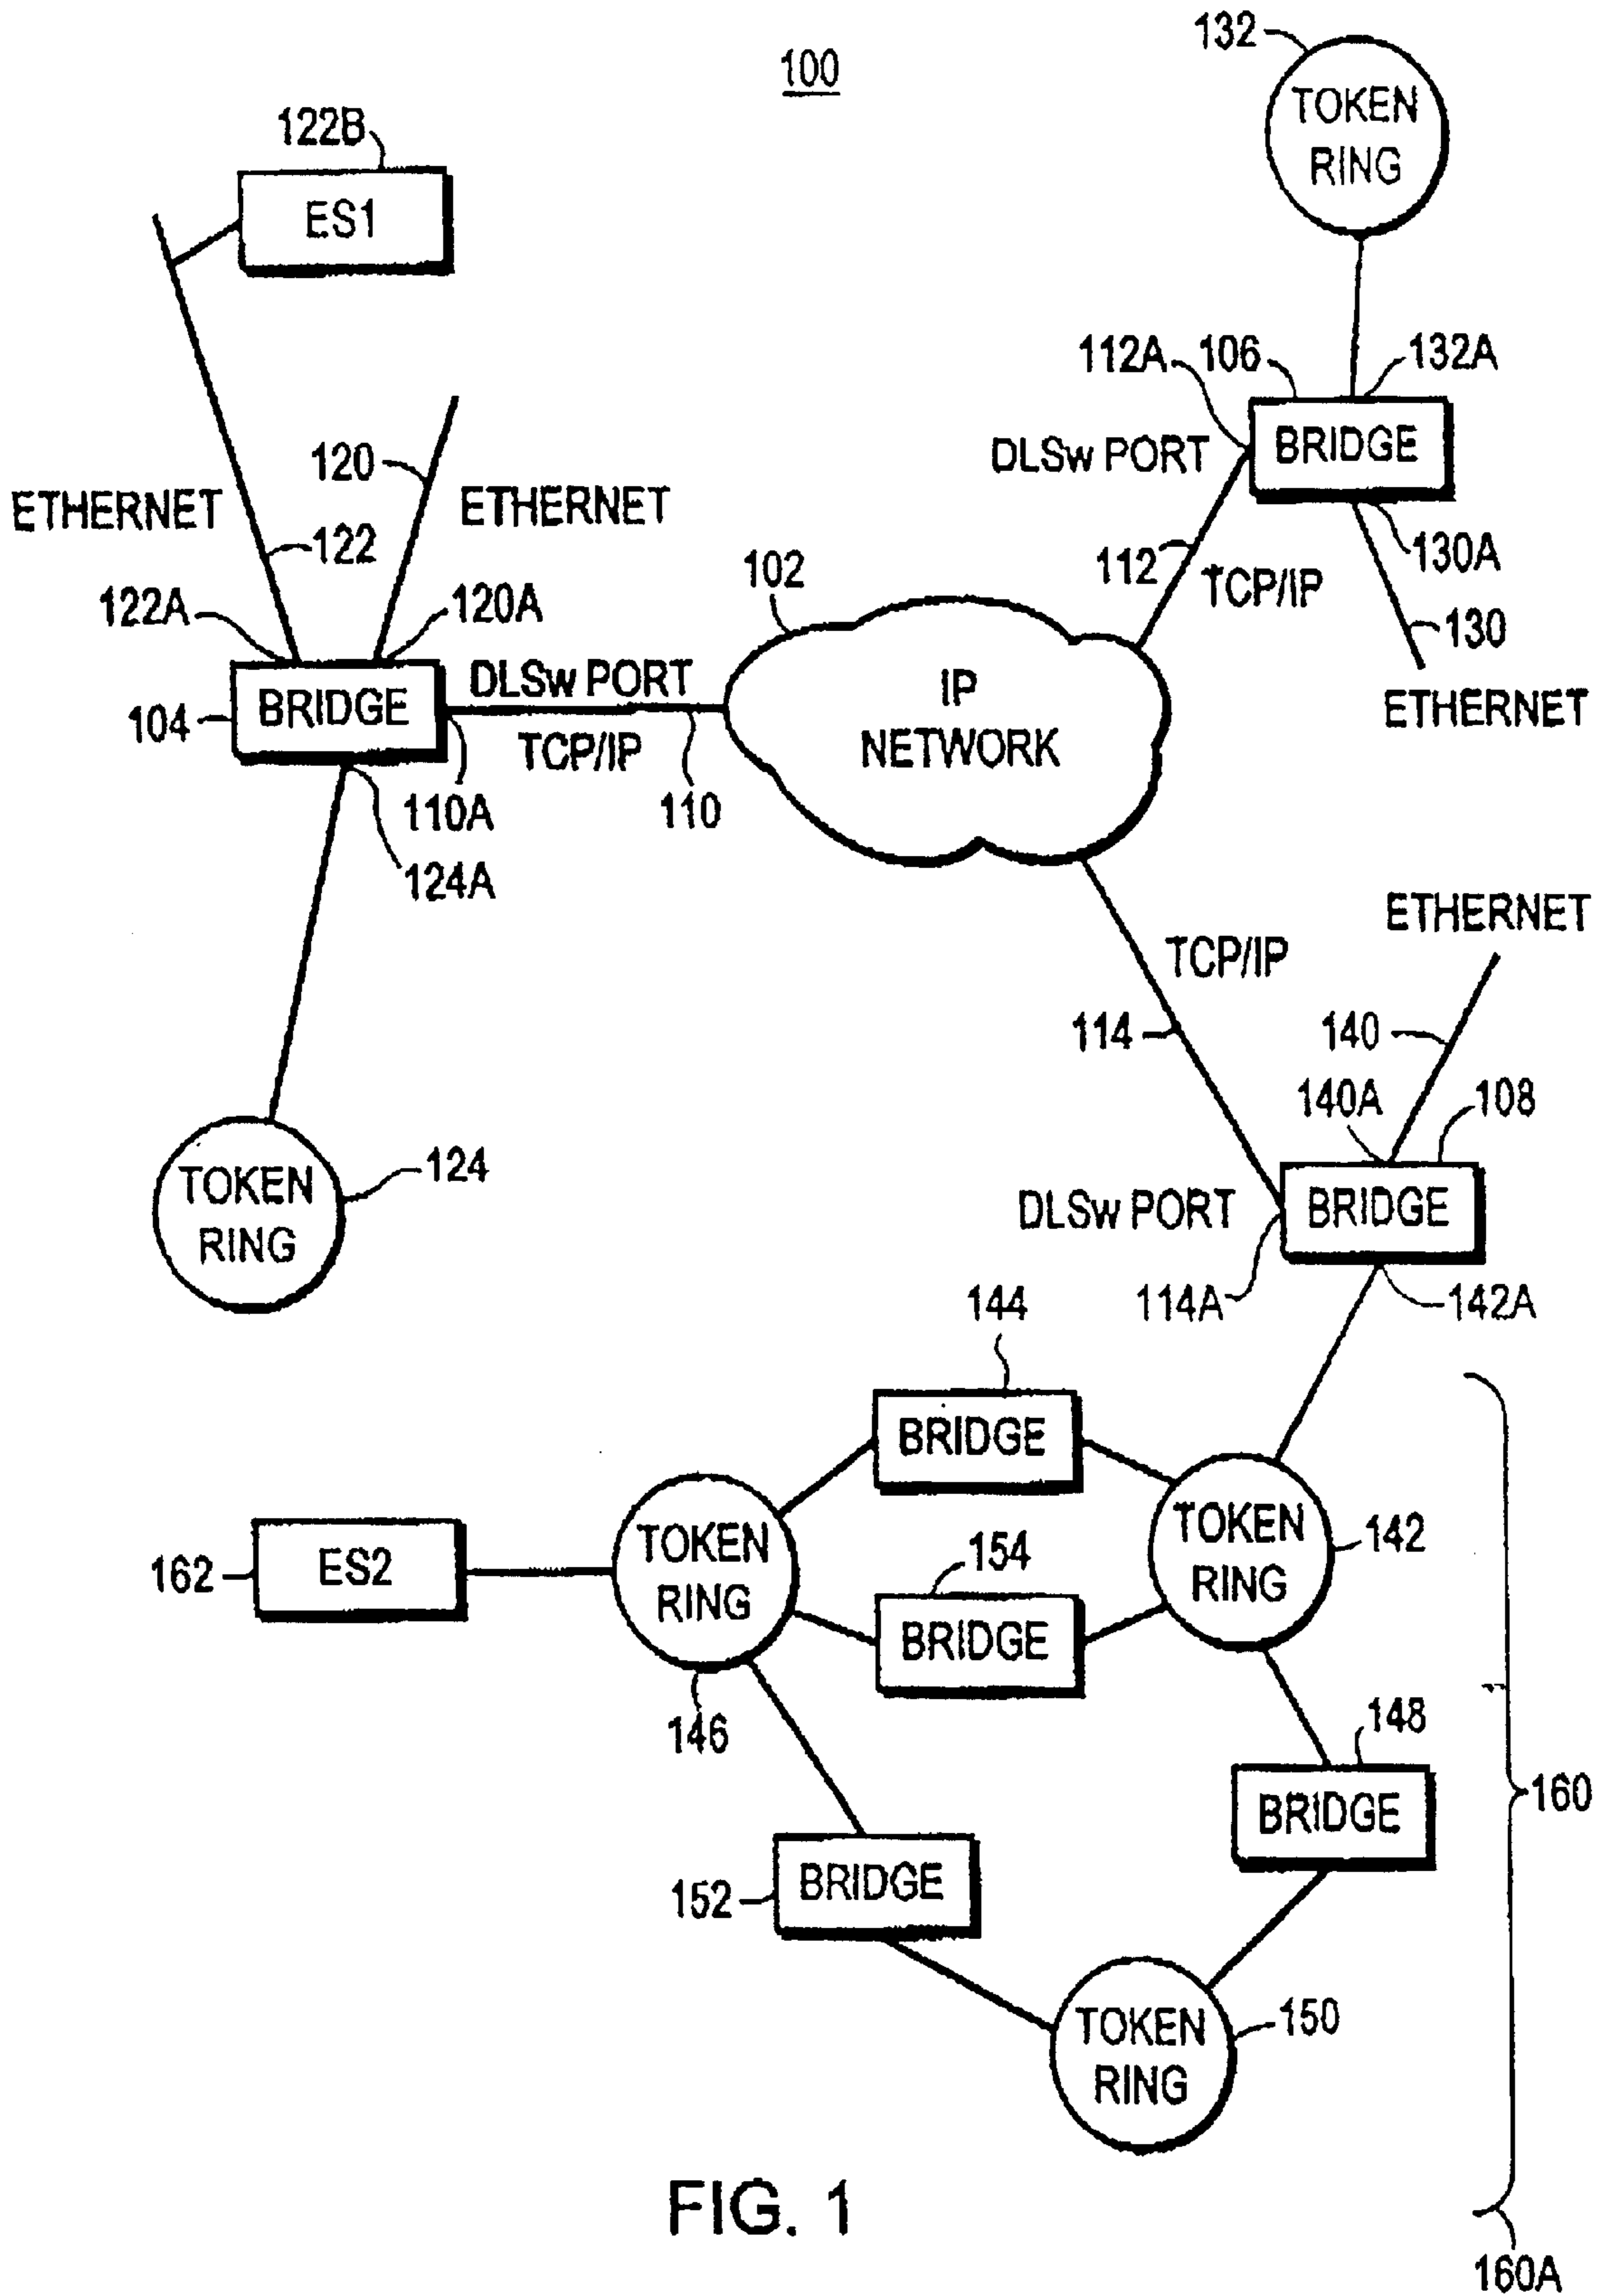 100
132
TOKEN
RING
122B
ES1
112A
106
132A
BRIDGE
DLSw PORT
120
ETHERNET
ETHERNET
122
130A
112
TCP/IP
130
ETHERNET
102
122A
120A
DLSw PORT
104
BRIDGE
TCP/IP
110A
110
IP
NETWORK
124A
ETHERNET
TCP/IP
114
140
140A
108
TOKEN
RING
124
DLSw PORT
BRIDGE
114A
142A
144
BRIDGE
TOKEN
RING
142
162
ES2
TOKEN
RING
154
BRIDGE
146
148
BRIDGE
160
152
BRIDGE
TOKEN
RING
150
FIG. 1
160A